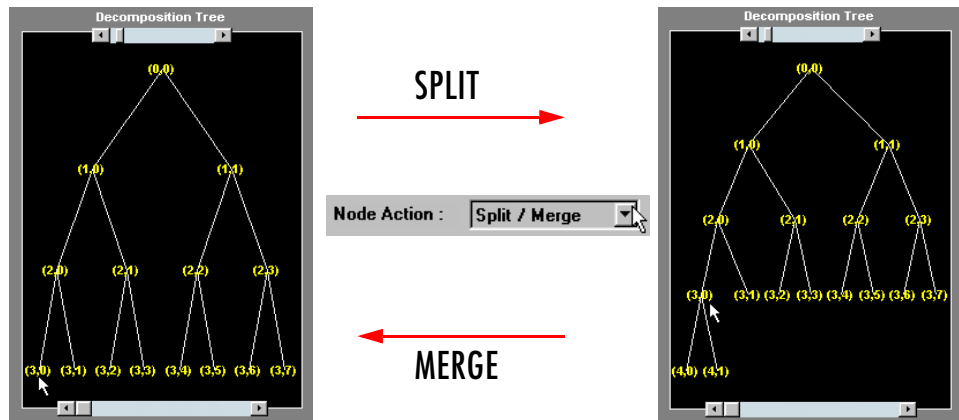 Decomposition Tree
(0,0)
(1,0) (1,1)
(2,0) (2,1) (2,2) (2,3)
(3,0) (3,1) (3,2) (3,3) (3,4) (3,5) (3,6) (3,7)
SPLIT
Node Action : Split / Merge
MERGE
Decomposition Tree
(0,0)
(1,0) (1,1)
(2,0) (2,1) (2,2) (2,3)
(3,0) (3,1) (3,2) (3,3) (3,4) (3,5) (3,6) (3,7)
(4,0) (4,1)